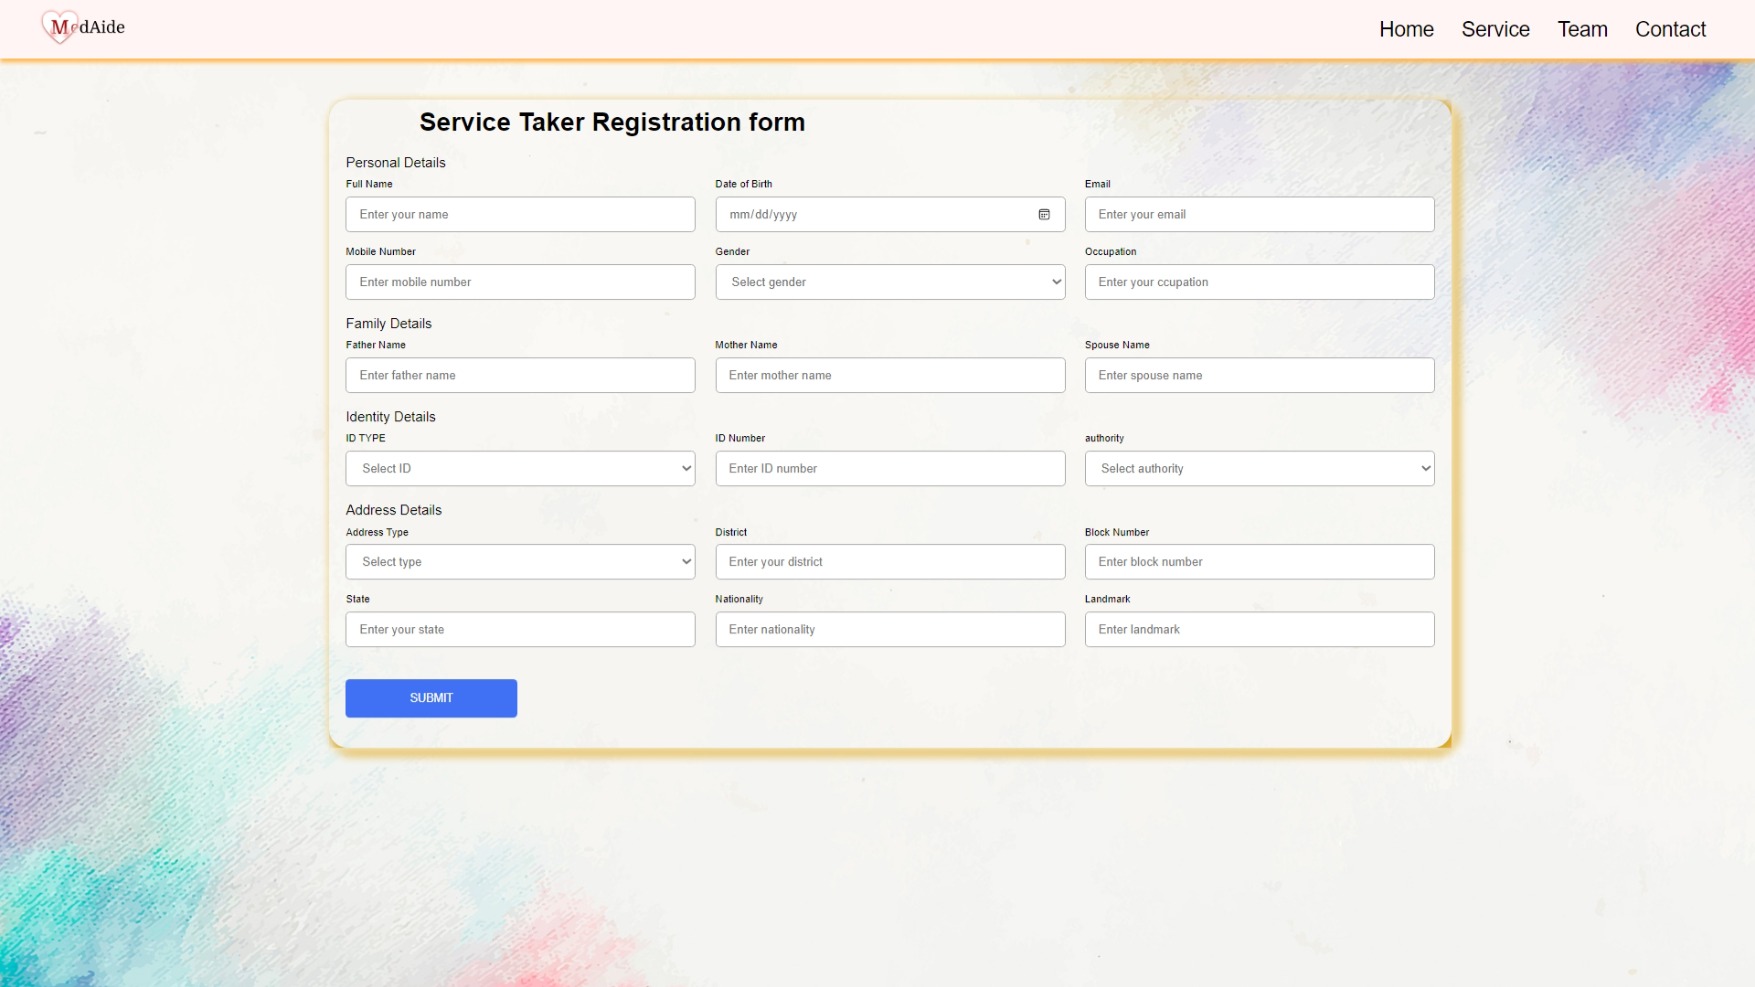 MedAide
Home Service Team Contact
Service Taker Registration form
Personal Details
Full Name Date of Birth Email
Enter your name mm/dd/yyyy Enter your email
Mobile Number Gender Occupation
Enter mobile number Select gender Enter your ccupation
Family Details
Father Name Mother Name Spouse Name
Enter father name Enter mother name Enter spouse name
Identity Details
ID TYPE ID Number authority
Select ID Enter ID number Select authority
Address Details
Address Type District Block Number
Select type Enter your district Enter block number
State Nationality Landmark
Enter your state Enter nationality Enter landmark
SUBMIT